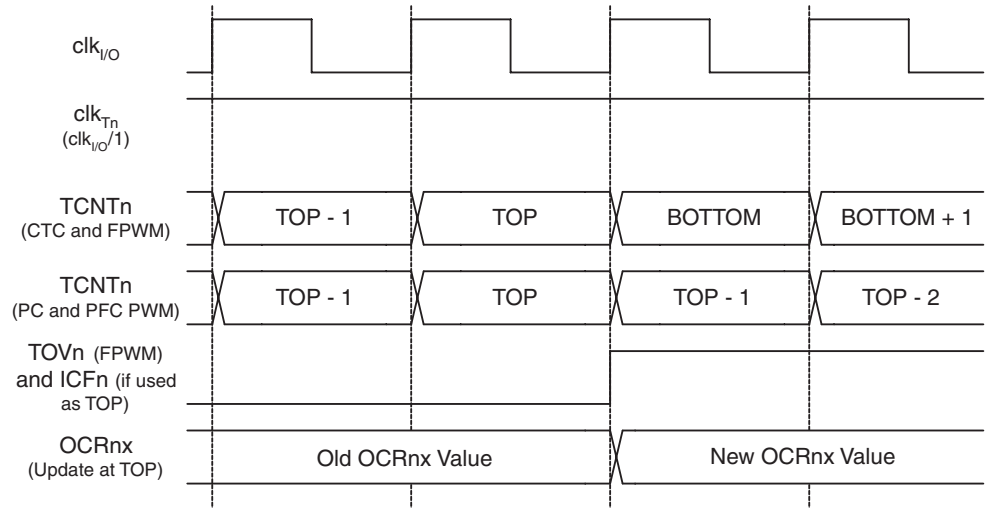 clkI/O
clkTn
(clkI/O/1)
TCNTn
(CTC and FPWM)
TOP - 1
TOP
BOTTOM
BOTTOM + 1
TCNTn
(PC and PFC PWM)
TOP - 1
TOP
TOP - 1
TOP - 2
TOVn (FPWM)
and ICFn (if used
as TOP)
OCRnx
(Update at TOP)
Old OCRnx Value
New OCRnx Value